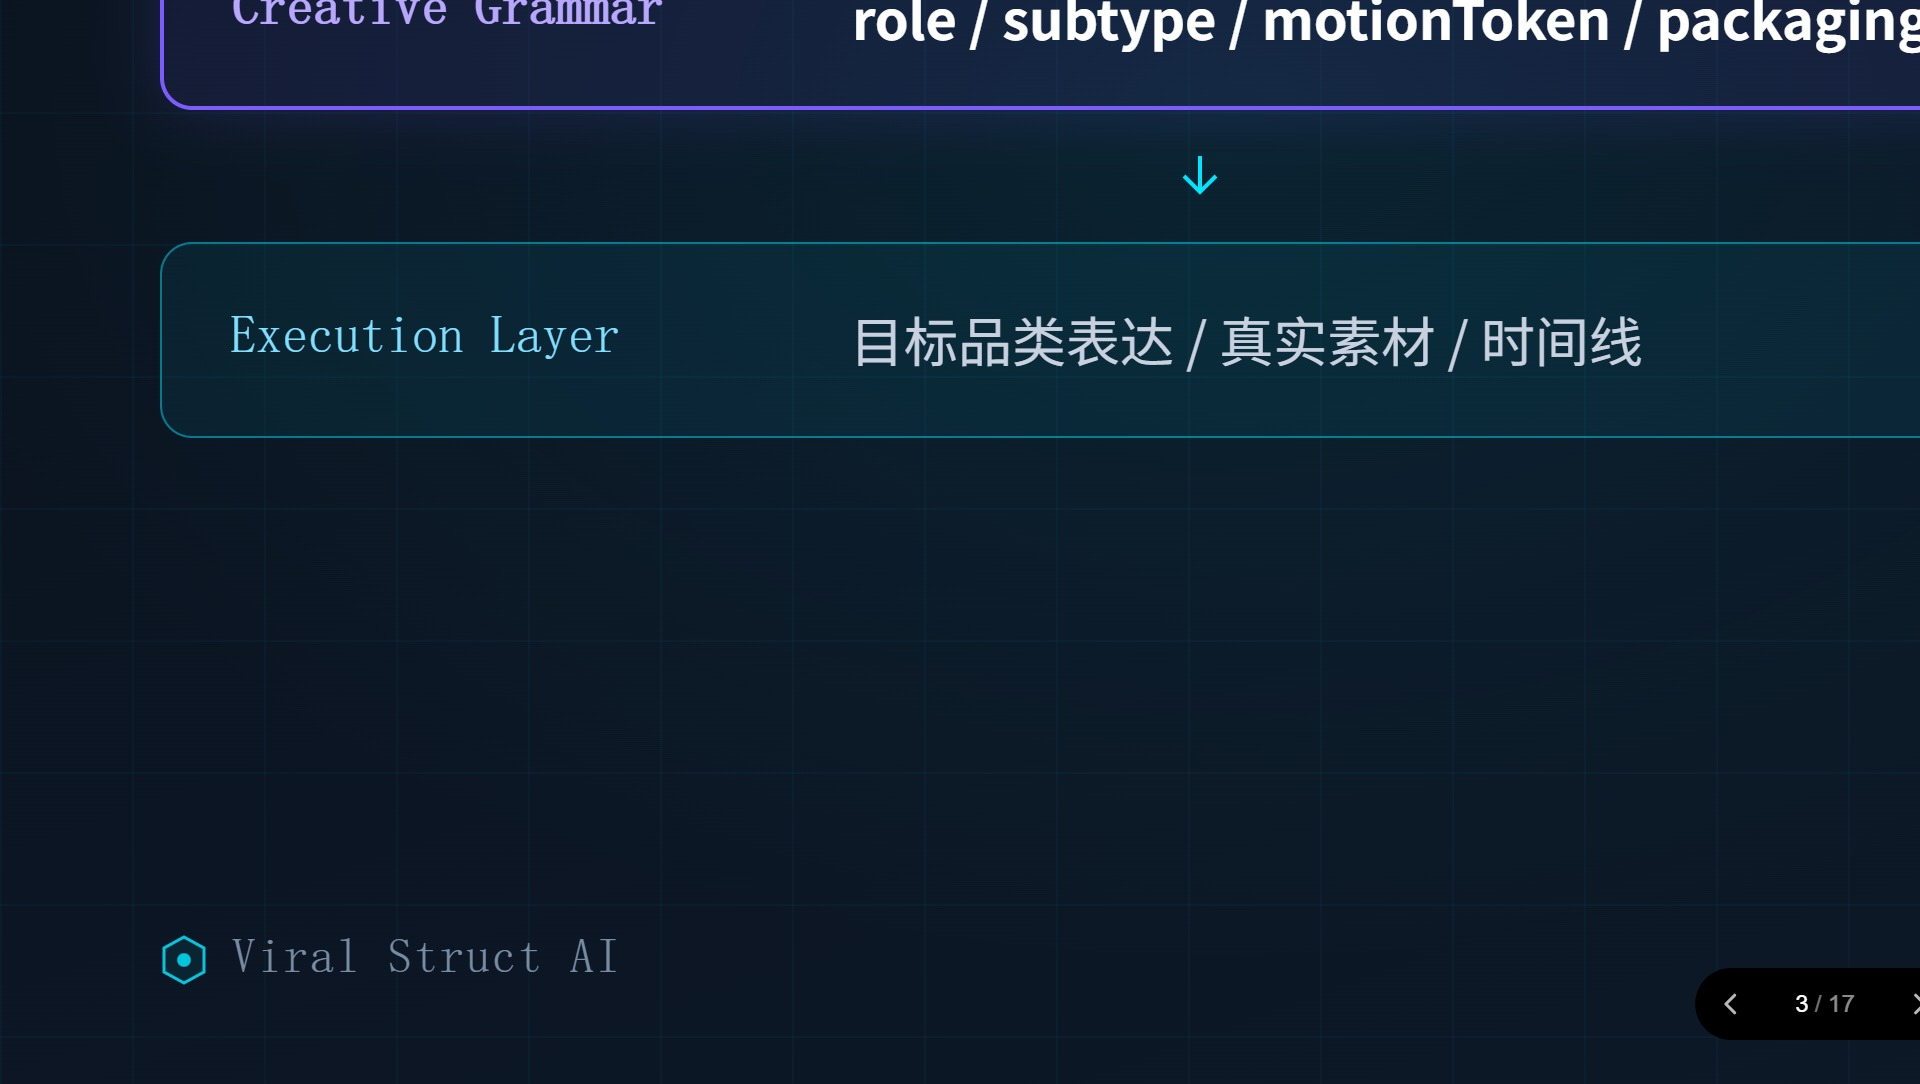 Creative Grammar
role / subtype / motionToken / packaging
Execution Layer
目标品类表达 / 真实素材 / 时间线
Viral Struct AI
3 / 17